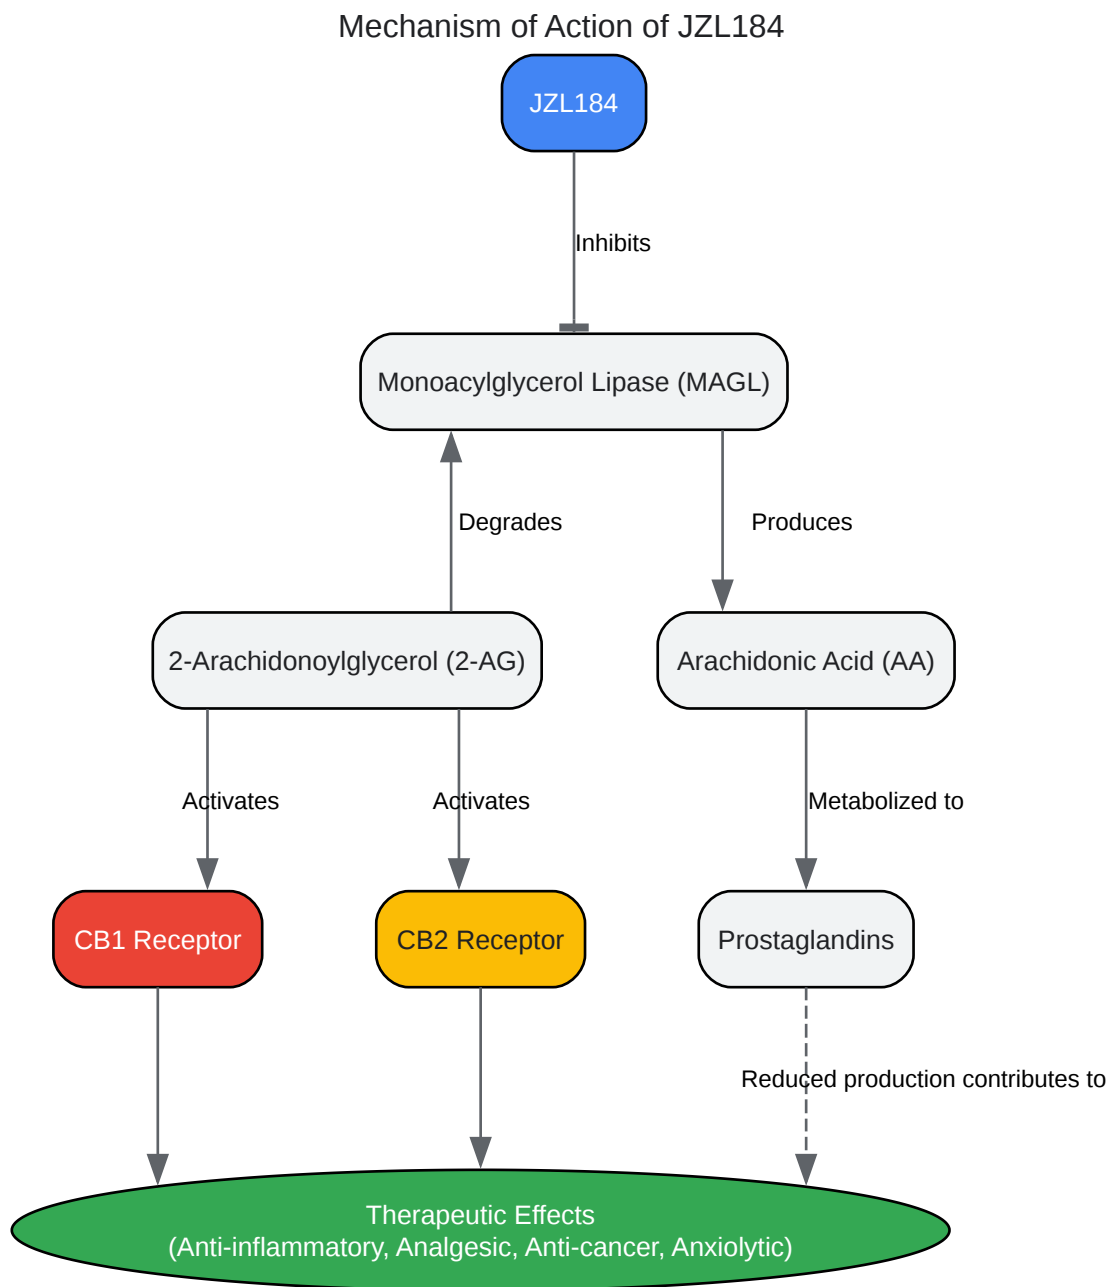 Mechanism of Action of JZL184
JZL184
Inhibits
Monoacylglycerol Lipase (MAGL)
Degrades
Produces
2-Arachidonoylglycerol (2-AG)
Arachidonic Acid (AA)
Activates
Activates
Metabolized to
CB1 Receptor
CB2 Receptor
Prostaglandins
Reduced production contributes to
Therapeutic Effects
(Anti-inflammatory, Analgesic, Anti-cancer, Anxiolytic)